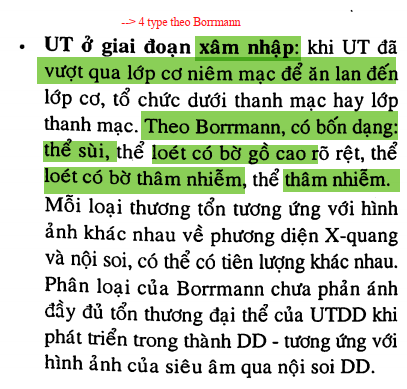 --> 4 type theo Borrmann
• UT ở giai đoạn xâm nhập: khi UT đã
vượt qua lớp cơ niêm mạc để ăn lan đến
lớp cơ, tổ chức dưới thanh mạc hay lớp
thanh mạc. Theo Borrmann, có bốn dạng:
thể sùi, thể loét có bờ gồ cao rõ rệt, thể
loét có bờ thâm nhiễm, thể thâm nhiễm.
Mỗi loại thương tổn tương ứng với hình
ảnh khác nhau về phương diện X-quang
và nội soi, có thể có tiên lượng khác nhau.
Phân loại của Borrmann chưa phản ánh
đầy đủ tổn thương đại thể của UTDD khi
phát triển trong thành DD - tương ứng với
hình ảnh của siêu âm qua nội soi DD.